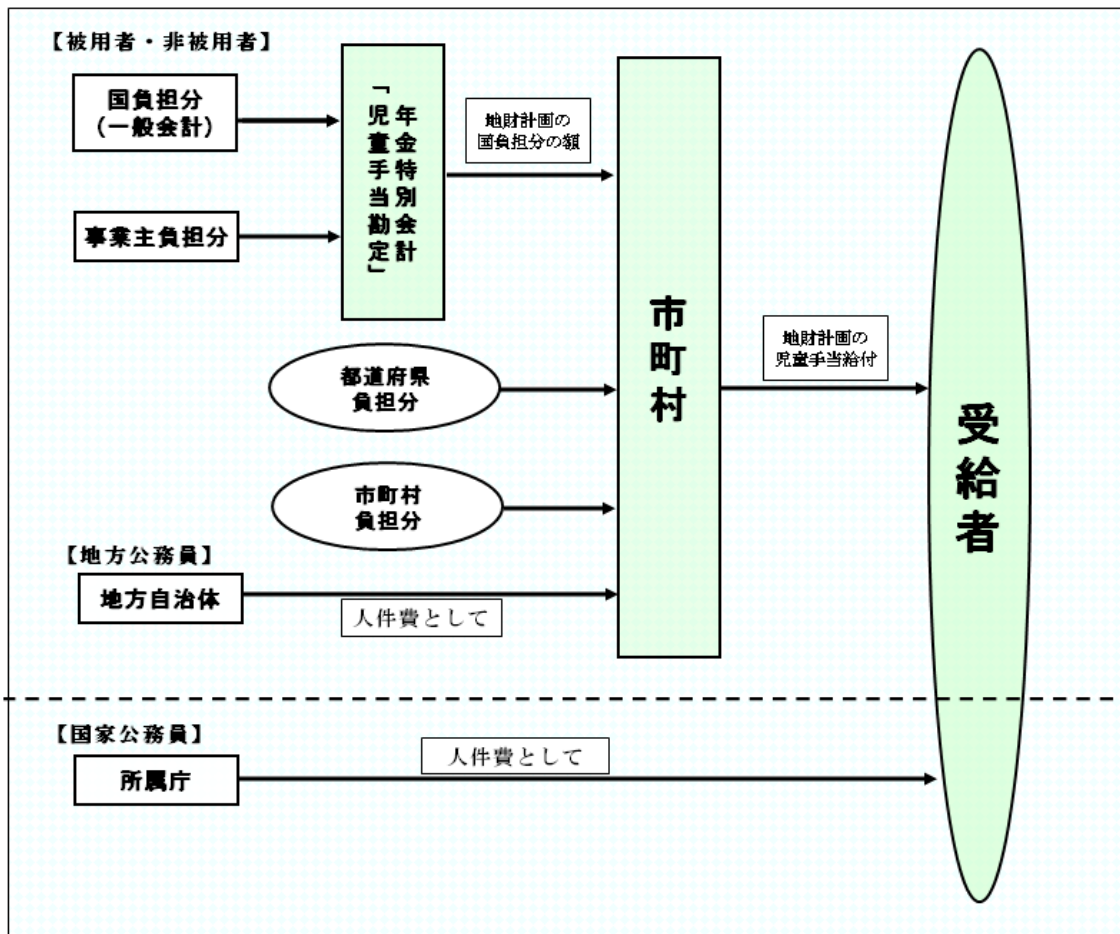 【被用者・非被用者】
国負担分
(一般会計)
事業主負担分
年金特別会計
「児童手当勘定」
地財計画の
国負担分の額
都道府県
負担分
市町村
負担分
市町村
地財計画の
児童手当給付
受給者
【地方公務員】
地方自治体
人件費として
【国家公務員】
所属庁
人件費として